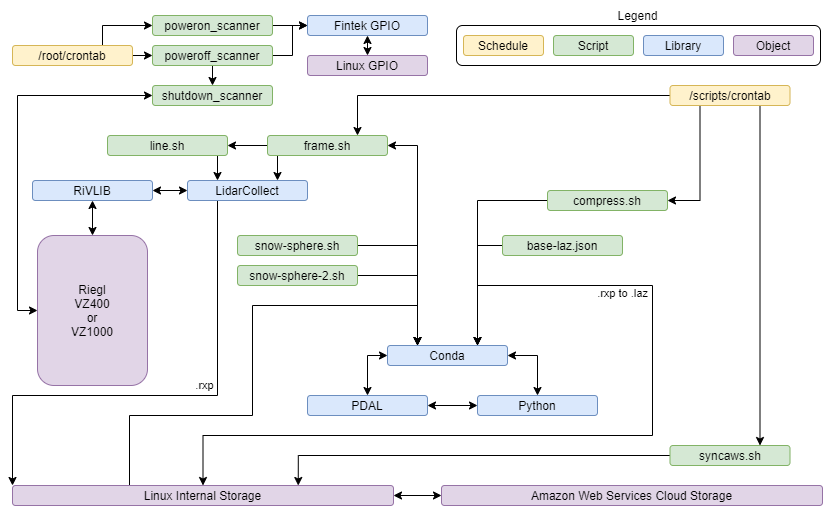 Legend
poweron_scanner
Fintek GPIO
Schedule
Script
Library
Object
/root/crontab
poweroff_scanner
Linux GPIO
shutdown_scanner
/scripts/crontab
line.sh
frame.sh
RiVLIB
LidarCollect
compress.sh
snow-sphere.sh
base-laz.json
snow-sphere-2.sh
Riegl
VZ400
or
VZ1000
.rxp to .laz
Conda
.rxp
PDAL
Python
syncaws.sh
Linux Internal Storage
Amazon Web Services Cloud Storage